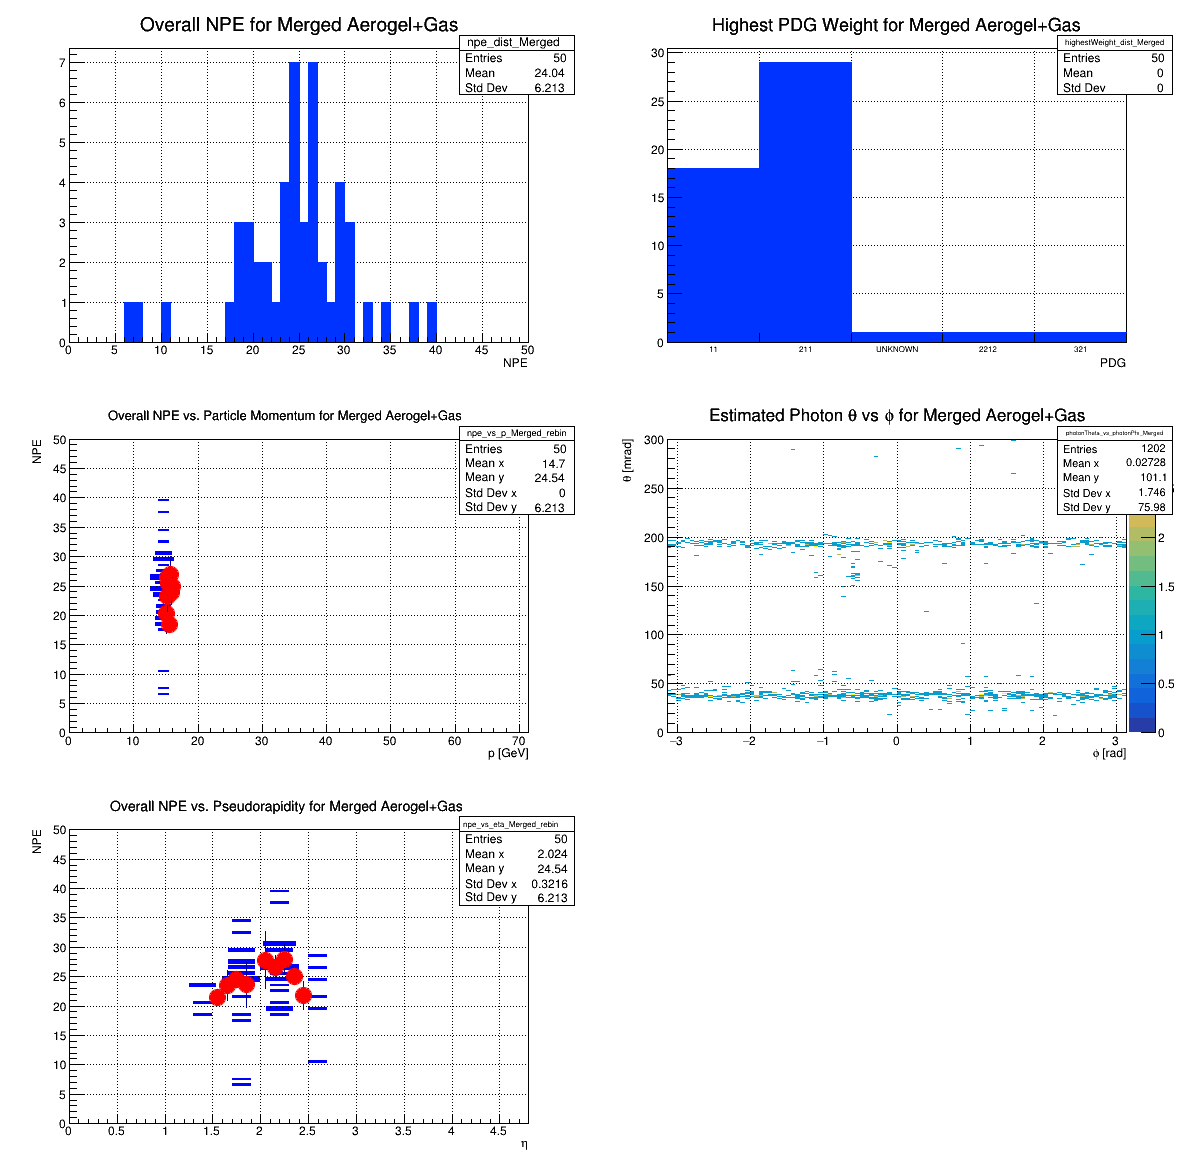 Overall NPE for Merged Aerogel+Gas
npe_dist_Merged
Entries 50
Mean 24.04
Std Dev 6.213
7
6
5
4
3
2
1
0
0 5 10 15 20 25 30 35 40 45 50
NPE
Highest PDG Weight for Merged Aerogel+Gas
highestWeight_dist_Merged
Entries 50
Mean 0
Std Dev 0
30
25
20
15
10
5
0
11 211 UNKNOWN 2212 321
PDG
Overall NPE vs. Particle Momentum for Merged Aerogel+Gas
NPE
npe_vs_p_Merged_rebin
Entries 50
Mean x 14.7
Mean y 24.54
Std Dev x 0
Std Dev y 6.213
50
45
40
35
30
25
20
15
10
5
0
0 10 20 30 40 50 60 70
p [GeV]
Estimated Photon θ vs ϕ for Merged Aerogel+Gas
θ [mrad]
photonTheta_vs_photonPhi_Merged
Entries 1202
Mean x 0.02728
Mean y 101.1
Std Dev x 1.746
Std Dev y 75.98
300
250
200
150
100
50
0
−3 −2 −1 0 1 2 3
ϕ [rad]
2
1.5
1
0.5
0
Overall NPE vs. Pseudorapidity for Merged Aerogel+Gas
NPE
npe_vs_eta_Merged_rebin
Entries 50
Mean x 2.024
Mean y 24.54
Std Dev x 0.3216
Std Dev y 6.213
50
45
40
35
30
25
20
15
10
5
0
0 0.5 1 1.5 2 2.5 3 3.5 4 4.5
η